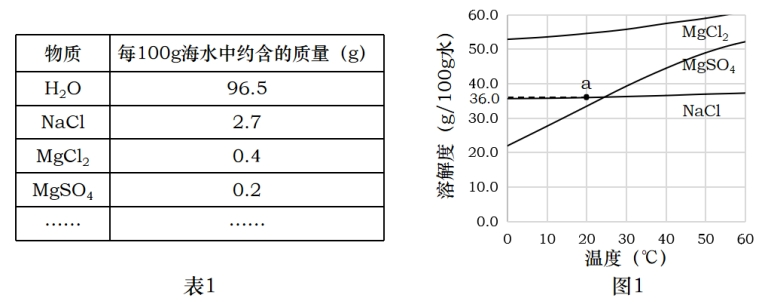 物质 每100g海水中约含的质量（g）
H₂O 96.5
NaCl 2.7
MgCl₂ 0.4
MgSO₄ 0.2
…… ……
表1
溶解度（g/100g水）
60.0
50.0
40.0
36.0
30.0
20.0
10.0
0.0
MgCl₂
MgSO₄
a
NaCl
0 10 20 30 40 50 60
温度（℃）
图1